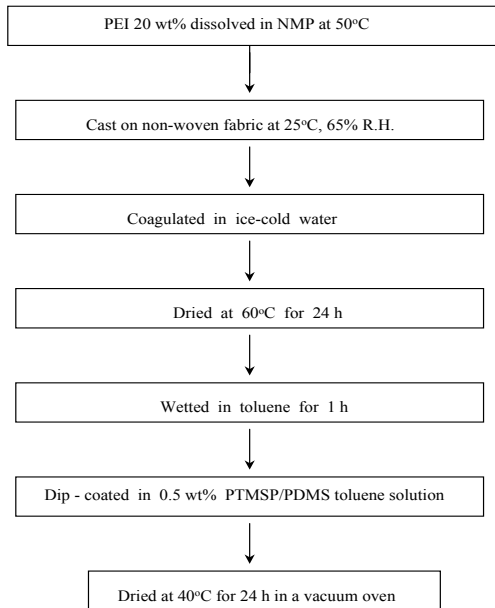 PEI 20 wt% dissolved in NMP at 50°C
Cast on non-woven fabric at 25°C, 65% R.H.
Coagulated in ice-cold water
Dried at 60°C for 24 h
Wetted in toluene for 1 h
Dip - coated in 0.5 wt% PTMSP/PDMS toluene solution
Dried at 40°C for 24 h in a vacuum oven